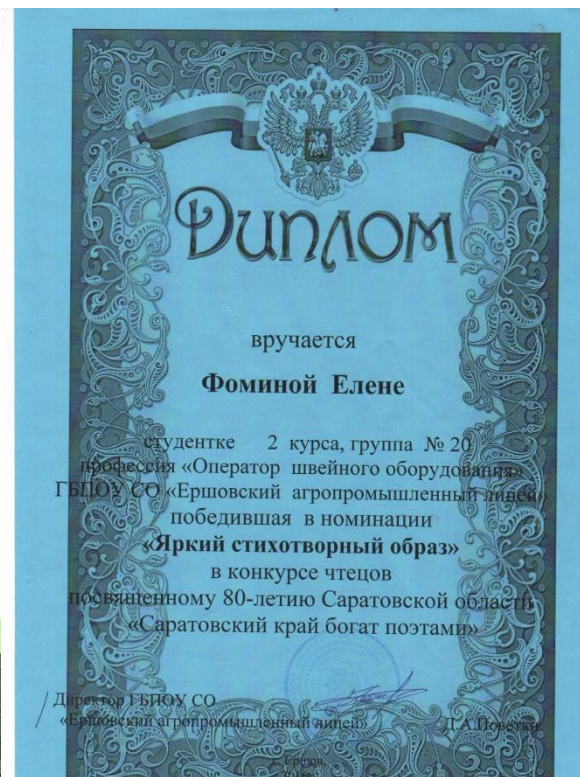 Диплом
вручается
Фоминой Елене
студентке 2 курса, группа № 20
профессия «Оператор швейного оборудования»
ГБПОУ СО «Ершовский агропромышленный лицей»
победившая в номинации
«Яркий стихотворный образ»
в конкурсе чтецов
посвященному 80-летию Саратовской области
«Саратовский край богат поэтами»
Директор ГБПОУ СО
«Ершовский агропромышленный лицей» Д.А.
г. Ершов,